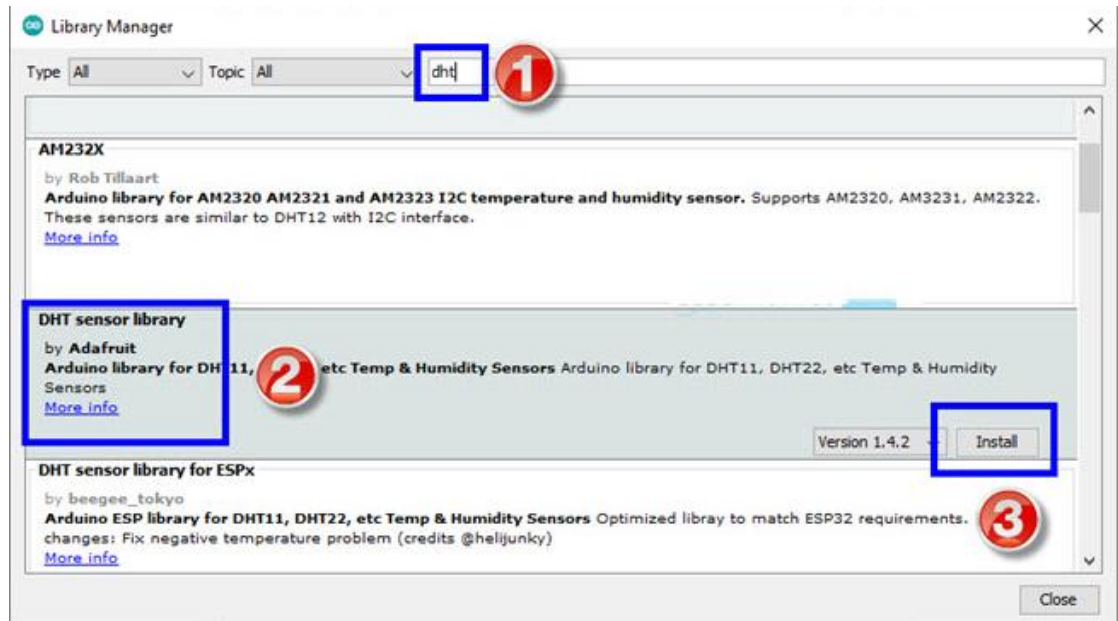 Library Manager
Type All Topic All dht
1
AM232X
by Rob Tillaart
Arduino library for AM2320 AM2321 and AM2323 I2C temperature and humidity sensor. Supports AM2320, AM3231, AM2322.
These sensors are similar to DHT12 with I2C interface.
More info
DHT sensor library
by Adafruit
Arduino library for DHT11, etc Temp & Humidity Sensors Arduino library for DHT11, DHT22, etc Temp & Humidity
Sensors
More info
2
Version 1.4.2 Install
DHT sensor library for ESPx
by beegee_tokyo
Arduino ESP library for DHT11, DHT22, etc Temp & Humidity Sensors Optimized libray to match ESP32 requirements.
changes: Fix negative temperature problem (credits @helijunky)
More info
3
Close